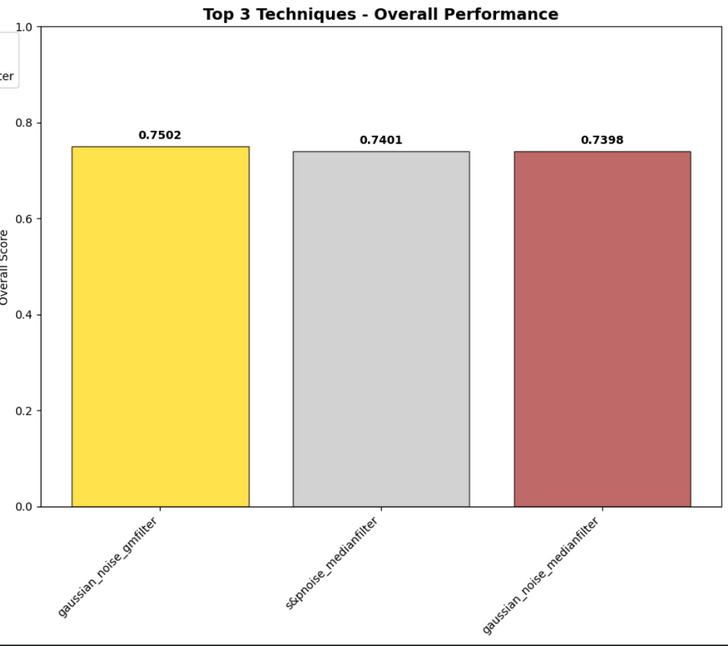 Top 3 Techniques - Overall Performance
ter
1.0
0.8
0.6
0.4
0.2
0.0
Overall Score
0.7502
0.7401
0.7398
gaussian_noise_gmfilter
s&pnoise_medianfilter
gaussian_noise_medianfilter